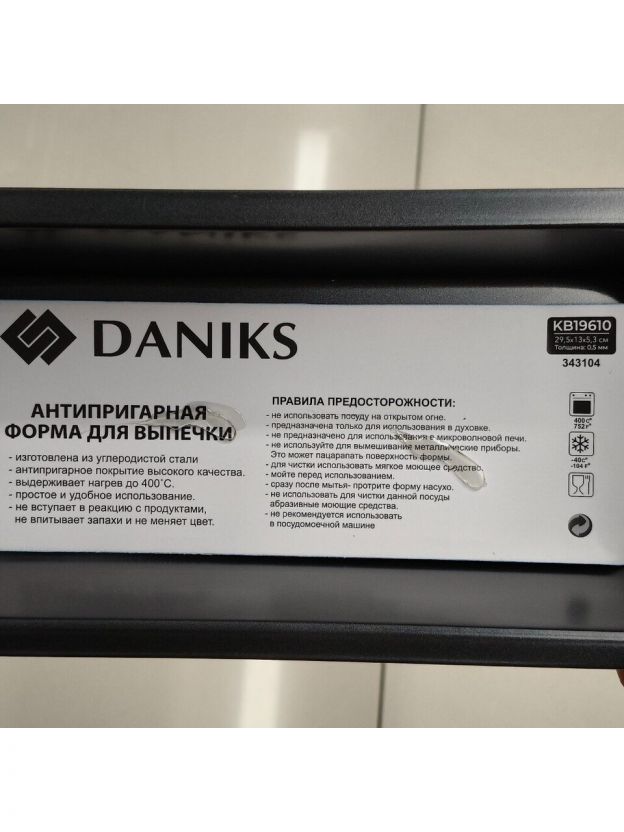 DANIKS
АНТИПРИГАРНАЯ
ФОРМА ДЛЯ ВЫПЕЧКИ
- изготовлена из углеродистой стали
- антипригарное покрытие высокого качества.
- выдерживает нагрев до 400°С.
- простое и удобное использование.
- не вступает в реакцию с продуктами,
не впитывает запахи и не меняет цвет.
ПРАВИЛА ПРЕДОСТОРОЖНОСТИ:
- не использовать посуду на открытом огне.
- предназначена только для использования в духовке.
- не предназначено для использования в микроволновой печи.
- не используйте для вымешивания металлические приборы.
Это может пацарапать поверхность формы.
- для чистки использовать мягкое моющее средство.
- мойте перед использованием.
- сразу после мытья- протрите форму насухо.
- не использовать для чистки данной посуды
абразивные моющие средства.
- не рекомендуется использовать
в посудомоечной машине
KB19610
29,5x13x5,3 см
Толщина: 0,5 мм
343104
400 c°
752 F°
-40c°
-104 F°